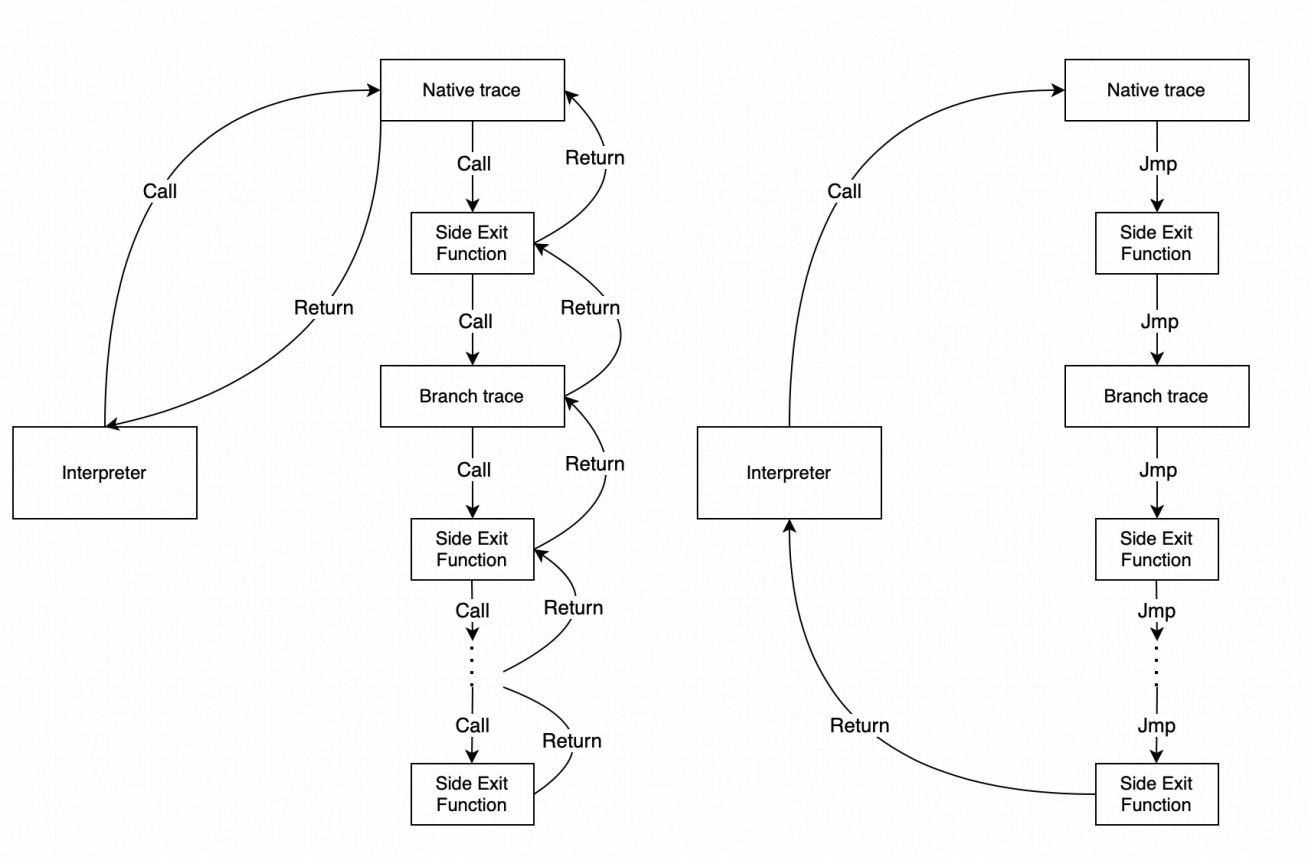 Native trace
Call
Return
Call
Side Exit
Function
Return
Call
Return
Branch trace
Interpreter
Call
Return
Side Exit
Function
Call
Return
Call
Return
Side Exit
Function
Native trace
Jmp
Call
Side Exit
Function
Jmp
Branch trace
Interpreter
Jmp
Side Exit
Function
Jmp
Return
Jmp
Side Exit
Function